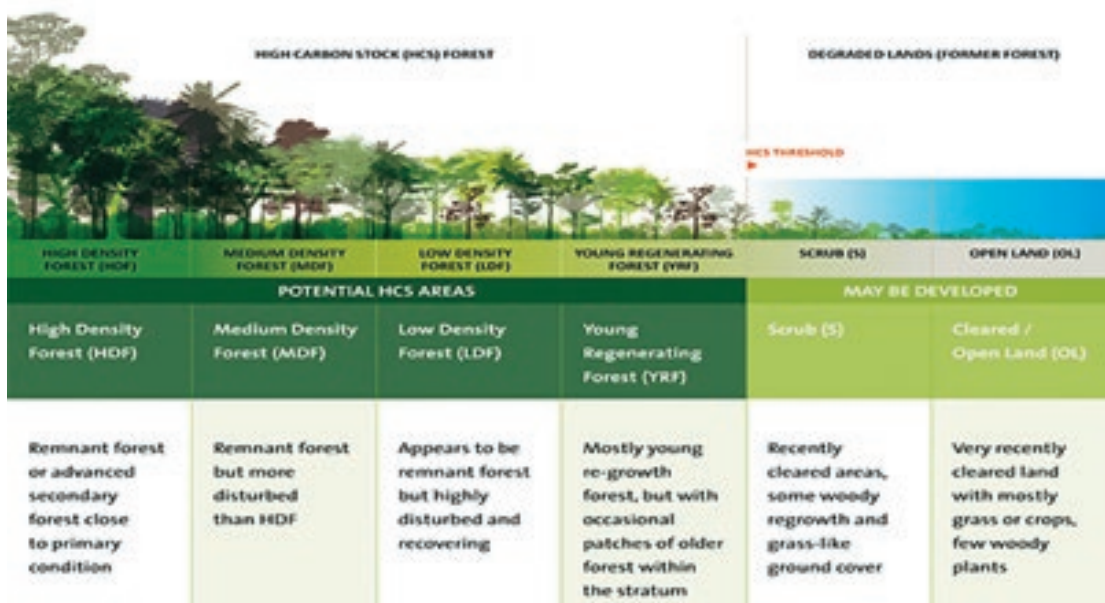 HIGH CARBON STOCK (HCS) FOREST
DEGRADED LANDS (FORMER FOREST)
HCS THRESHOLD
HIGH DENSITY
FOREST (HDF)
MEDIUM DENSITY
FOREST (MDF)
LOW DENSITY
FOREST (LDF)
YOUNG REGENERATING
FOREST (YRF)
SCRUB (S)
OPEN LAND (OL)
POTENTIAL HCS AREAS
MAY BE DEVELOPED
High Density
Forest (HDF)
Medium Density
Forest (MDF)
Low Density
Forest (LDF)
Young
Regenerating
Forest (YRF)
Scrub (S)
Cleared /
Open Land (OL)
Remnant forest
or advanced
secondary
forest close
to primary
condition
Remnant forest
but more
disturbed
than HDF
Appears to be
remnant forest
but highly
disturbed and
recovering
Mostly young
re-growth
forest, but with
occasional
patches of older
forest within
the stratum
Recently
cleared areas,
some woody
regrowth and
grass-like
ground cover
Very recently
cleared land
with mostly
grass or crops,
few woody
plants